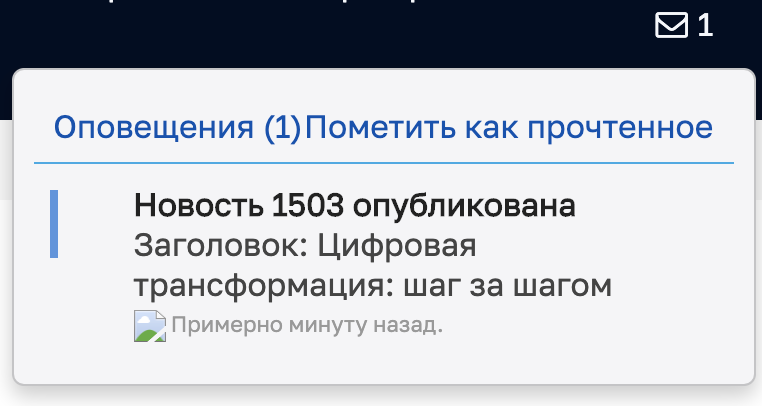 1
Оповещения (1)Пометить как прочтенное
Новость 1503 опубликована
Заголовок: Цифровая
трансформация: шаг за шагом
Примерно минуту назад.